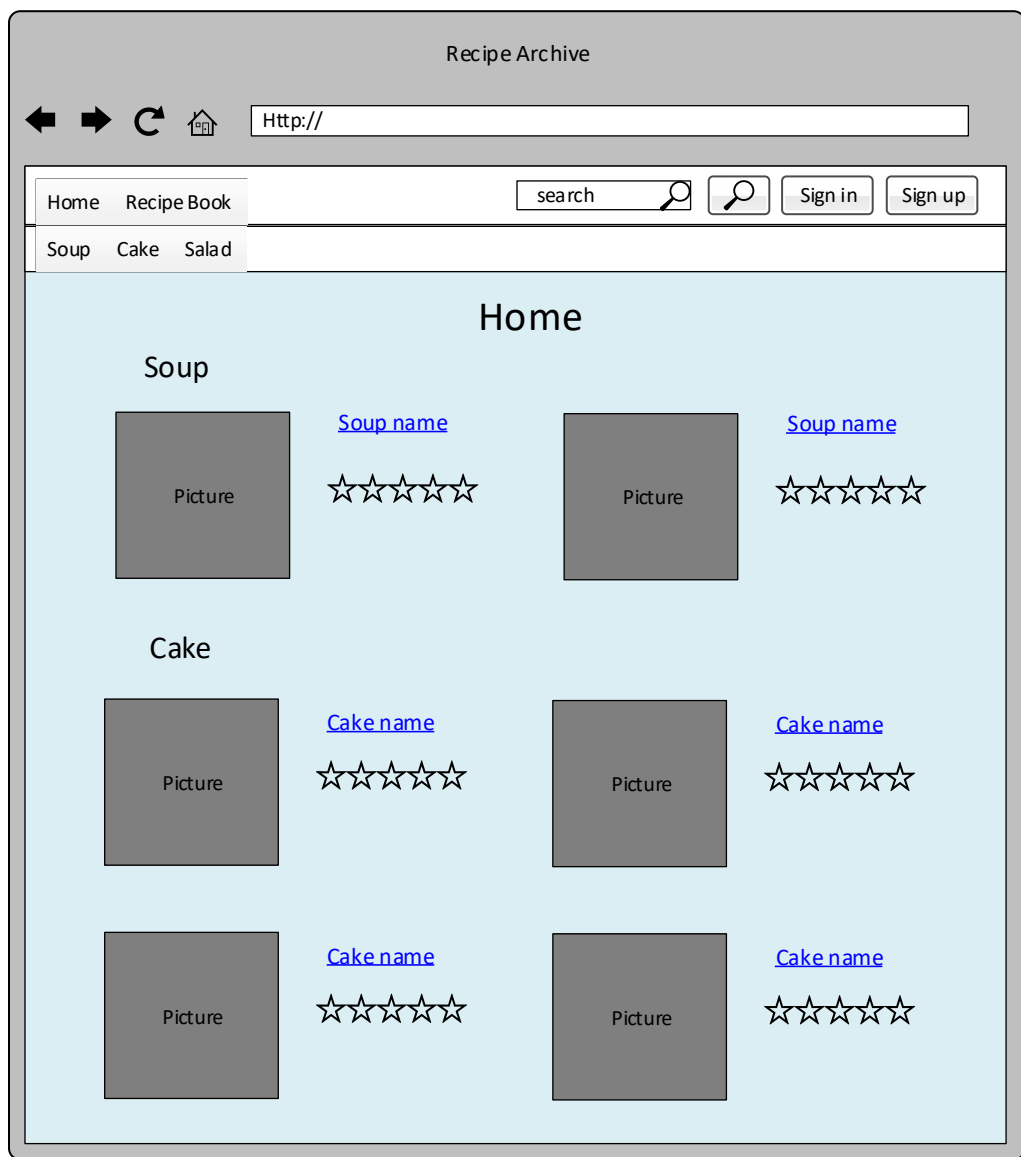 Recipe Archive
Http://
Home Recipe Book search Sign in Sign up
Soup Cake Salad
Home
Soup
Soup name Soup name
Picture Picture
Cake
Cake name Cake name
Picture Picture
Cake name Cake name
Picture Picture